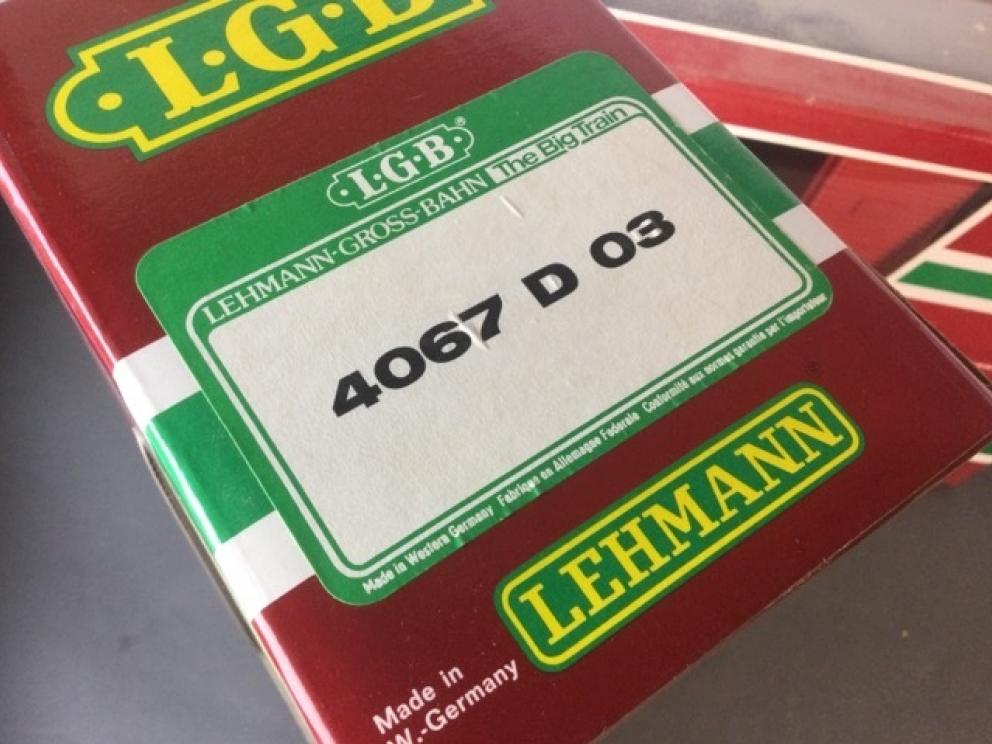 L·G·B
L·G·B®
LEHMANN·GROSS·BAHN The Big Train
4067 D 03
Made in Western Germany Fabriqué en Allemagne Federale Conformité aux normes garantie par l'importateur
LEHMANN®
Made in
W.-Germany